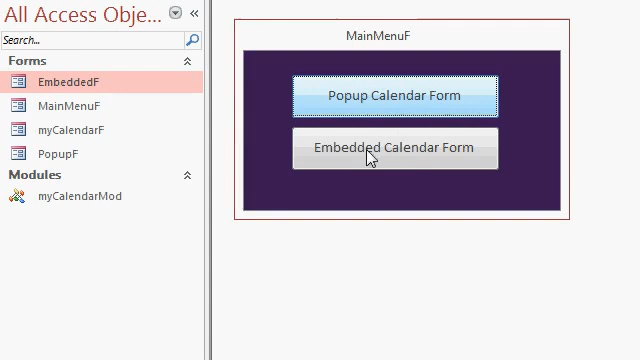 All Access Obje...
Search...
Forms
EmbeddedF
MainMenuF
myCalendarF
PopupF
Modules
myCalendarMod
MainMenuF
Popup Calendar Form
Embedded Calendar Form